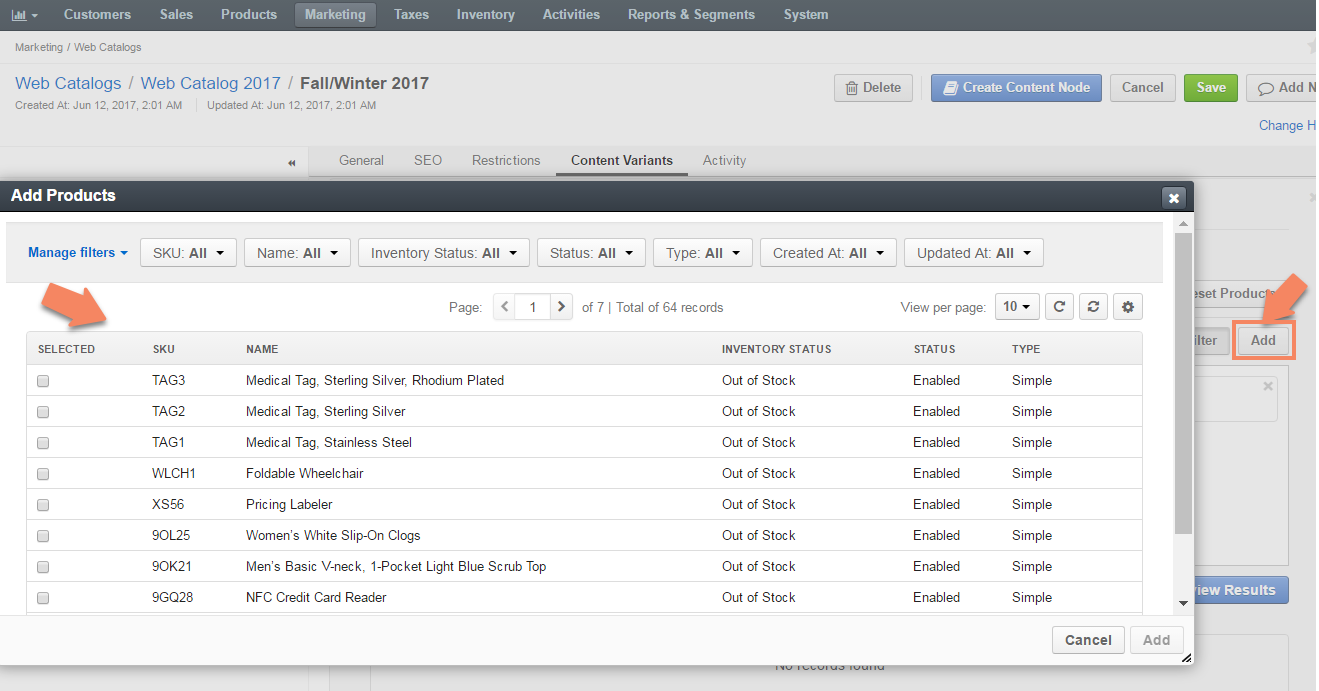 Customers Sales Products Marketing Taxes Inventory Activities Reports & Segments System
Marketing / Web Catalogs
Web Catalogs / Web Catalog 2017 / Fall/Winter 2017
Delete Create Content Node Cancel Save Add N
Created At: Jun 12, 2017, 2:01 AM Updated At: Jun 12, 2017, 2:01 AM
Change H
General SEO Restrictions Content Variants Activity
Add Products
Manage filters SKU: All Name: All Inventory Status: All Status: All Type: All Created At: All Updated At: All
eset Products
Page: 1 of 7 | Total of 64 records View per page: 10
lter Add
SELECTED SKU NAME INVENTORY STATUS STATUS TYPE
TAG3 Medical Tag, Sterling Silver, Rhodium Plated Out of Stock Enabled Simple
TAG2 Medical Tag, Sterling Silver Out of Stock Enabled Simple
TAG1 Medical Tag, Stainless Steel Out of Stock Enabled Simple
WLCH1 Foldable Wheelchair Out of Stock Enabled Simple
XS56 Pricing Labeler Out of Stock Enabled Simple
9OL25 Women’s White Slip-On Clogs Out of Stock Enabled Simple
9OK21 Men’s Basic V-neck, 1-Pocket Light Blue Scrub Top Out of Stock Enabled Simple
9GQ28 NFC Credit Card Reader Out of Stock Enabled Simple
iew Results
Cancel Add
No records found